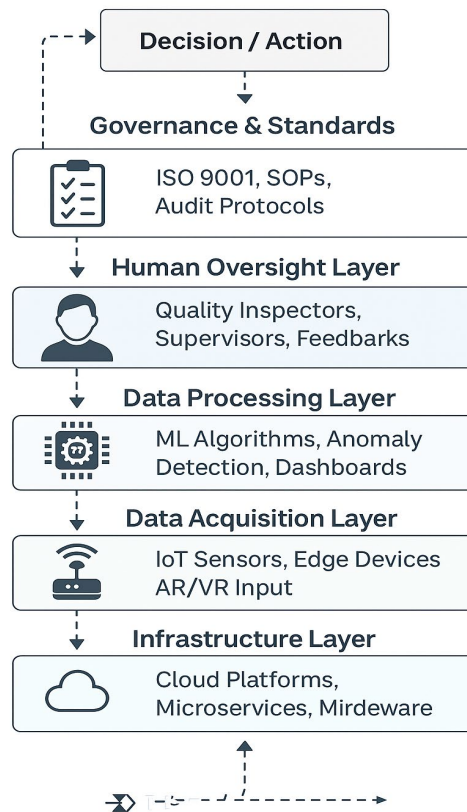 Decision / Action
Governance & Standards
ISO 9001, SOPs,
Audit Protocols
Human Oversight Layer
Quality Inspectors,
Supervisors, Feedbarks
Data Processing Layer
ML Algorithms, Anomaly
Detection, Dashboards
Data Acquisition Layer
IoT Sensors, Edge Devices
AR/VR Input
Infrastructure Layer
Cloud Platforms,
Microservices, Mirdeware